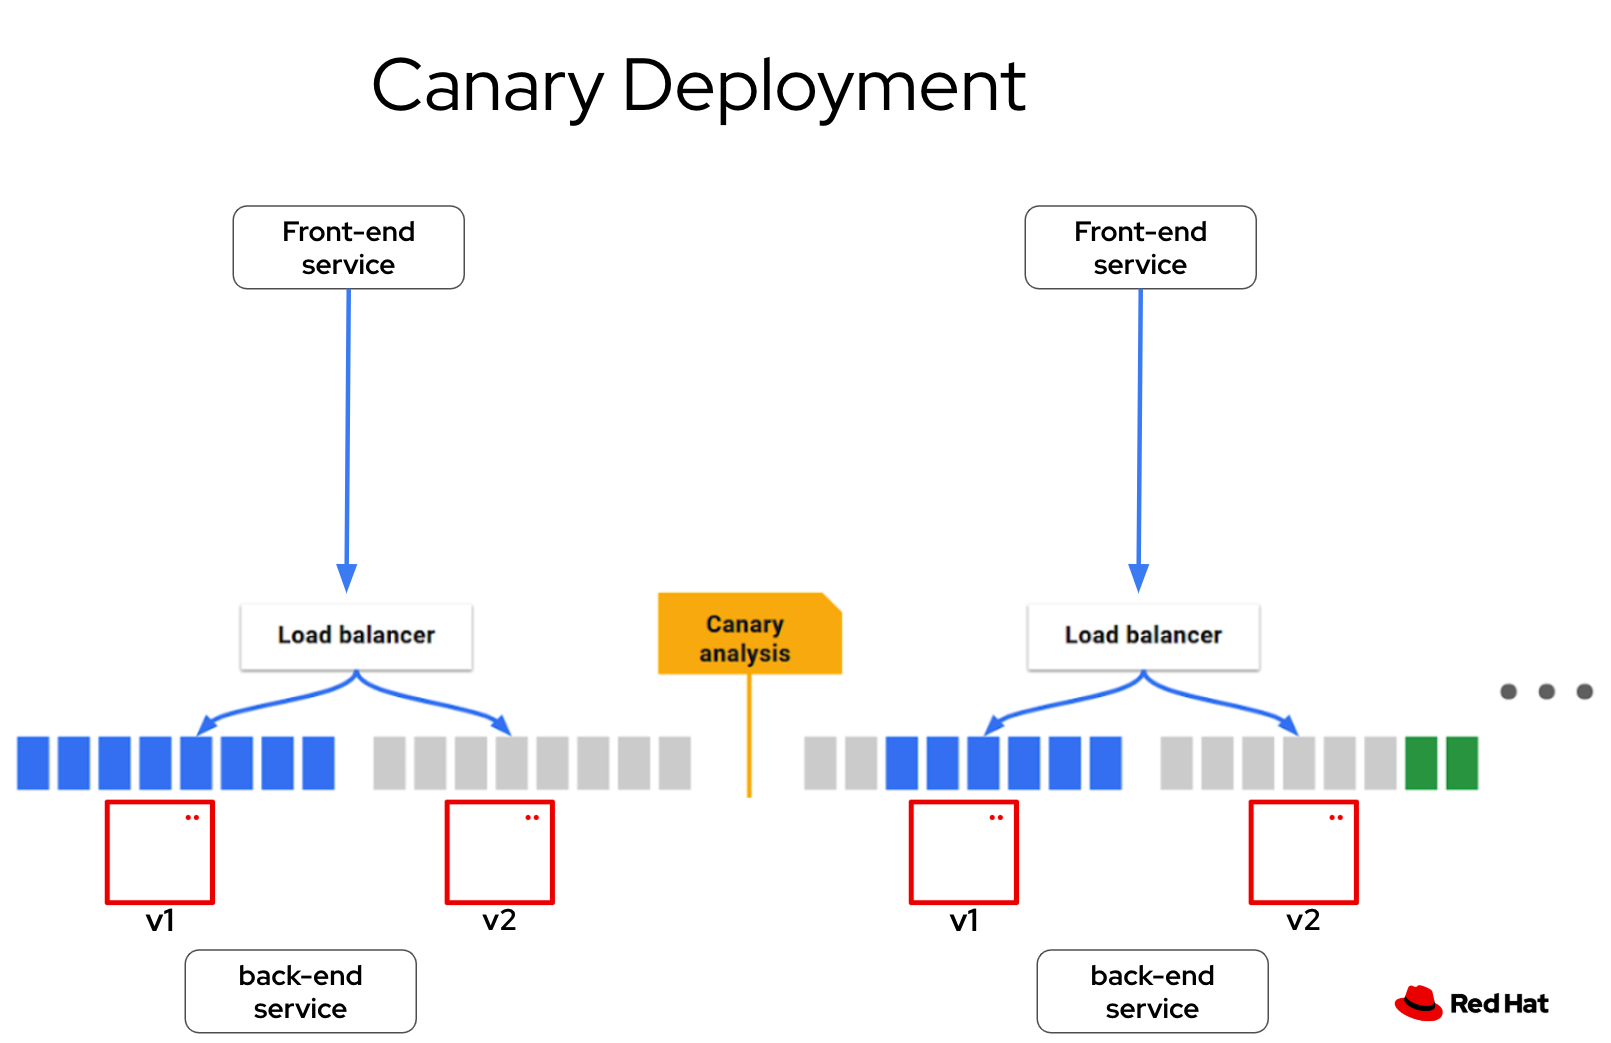 Canary Deployment
Front-end
service
Front-end
service
Load balancer
Canary
analysis
Load balancer
v1
v2
v1
v2
back-end
service
back-end
service
Red Hat